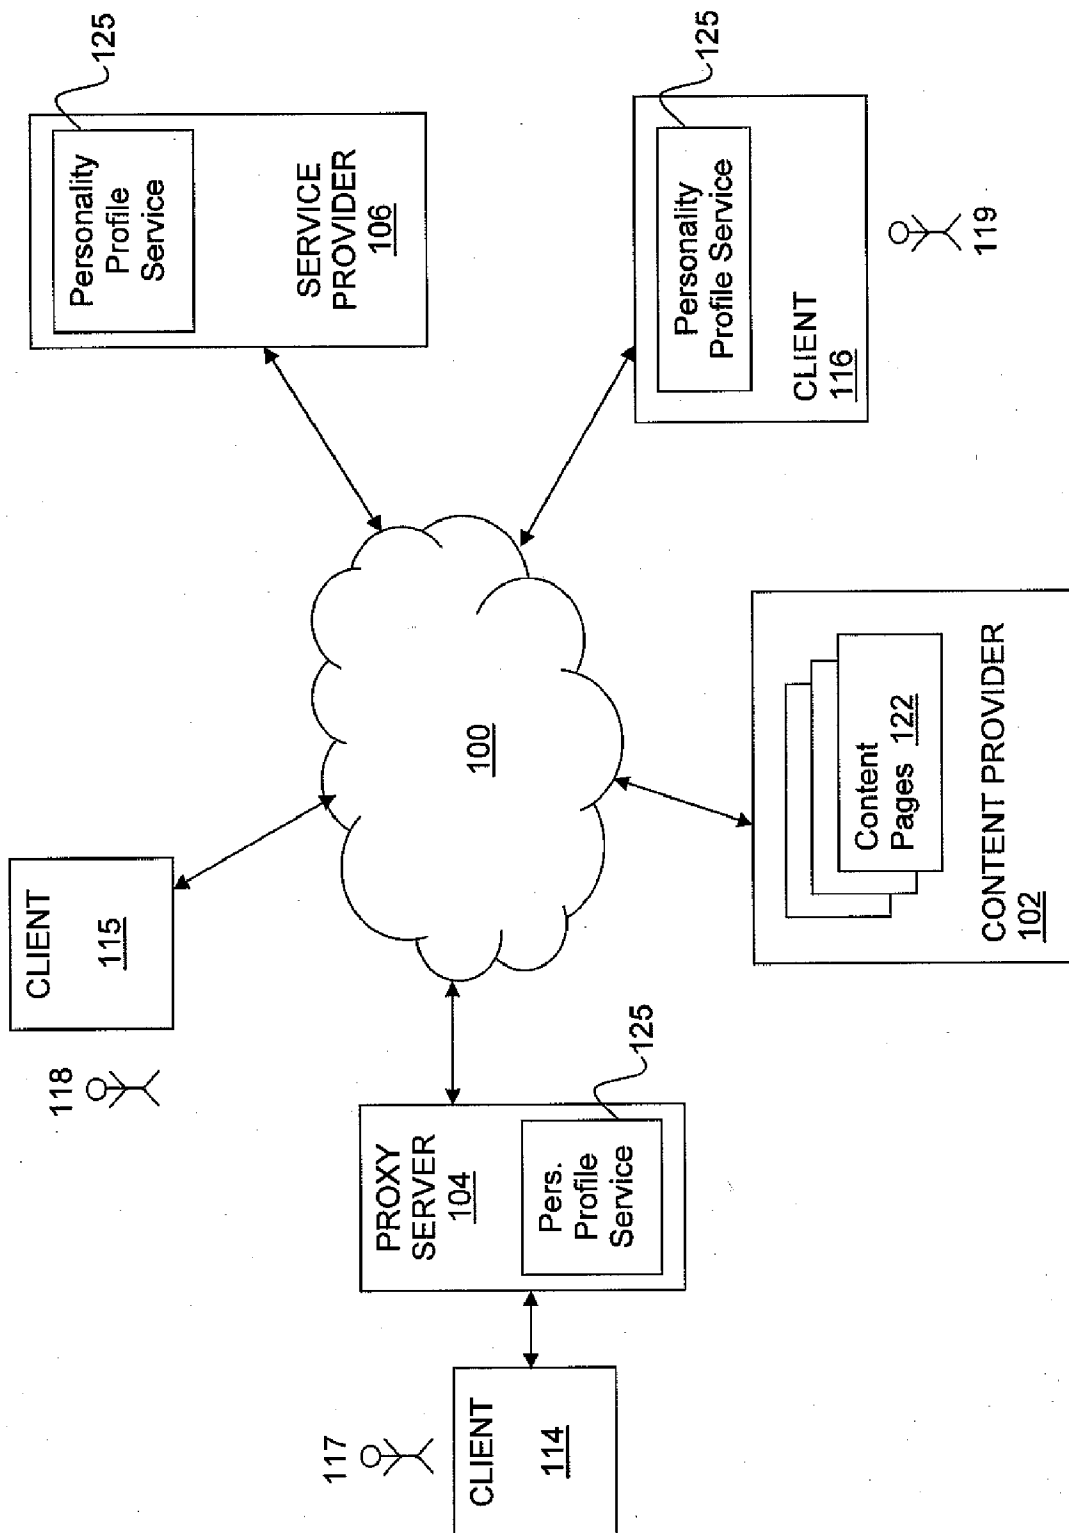 CLIENT
115
118
Personality
Profile
Service
125
SERVICE
PROVIDER
106
117
CLIENT
114
PROXY
SERVER
104
Pers.
Profile
Service
125
100
Content
Pages 122
CONTENT PROVIDER
102
Personality
Profile Service
125
CLIENT
116
119